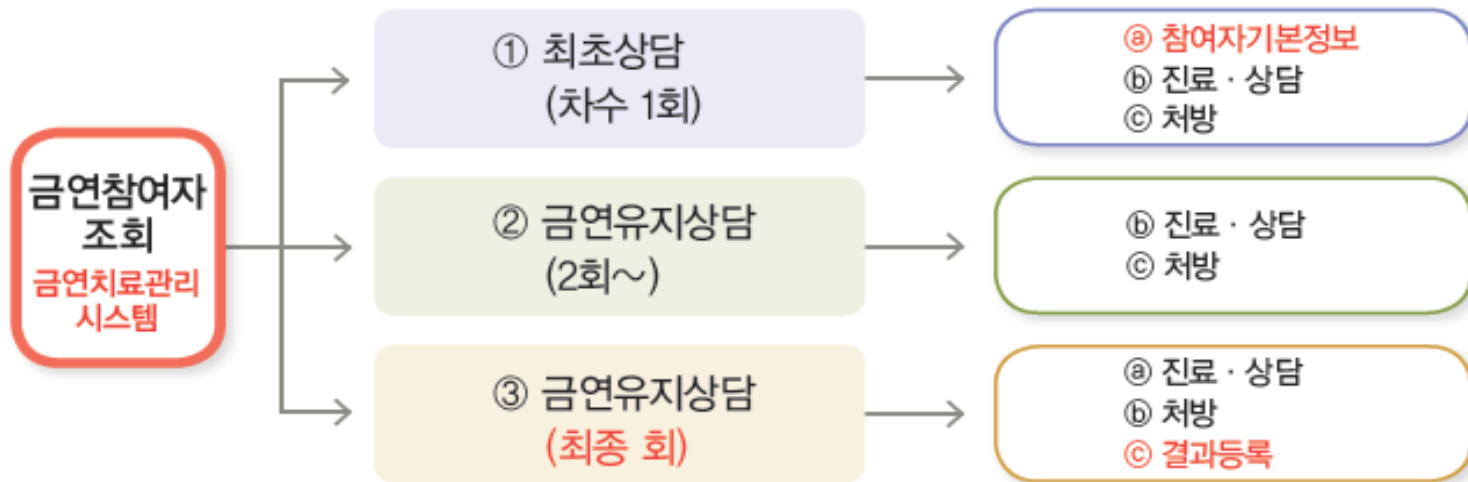 금연참여자
조회
금연치료관리
시스템
① 최초상담
(차수 1회)
ⓐ 참여자기본정보
ⓑ 진료 · 상담
ⓒ 처방
② 금연유지상담
(2회~)
ⓑ 진료 · 상담
ⓒ 처방
③ 금연유지상담
(최종 회)
ⓐ 진료 · 상담
ⓑ 처방
ⓒ 결과등록